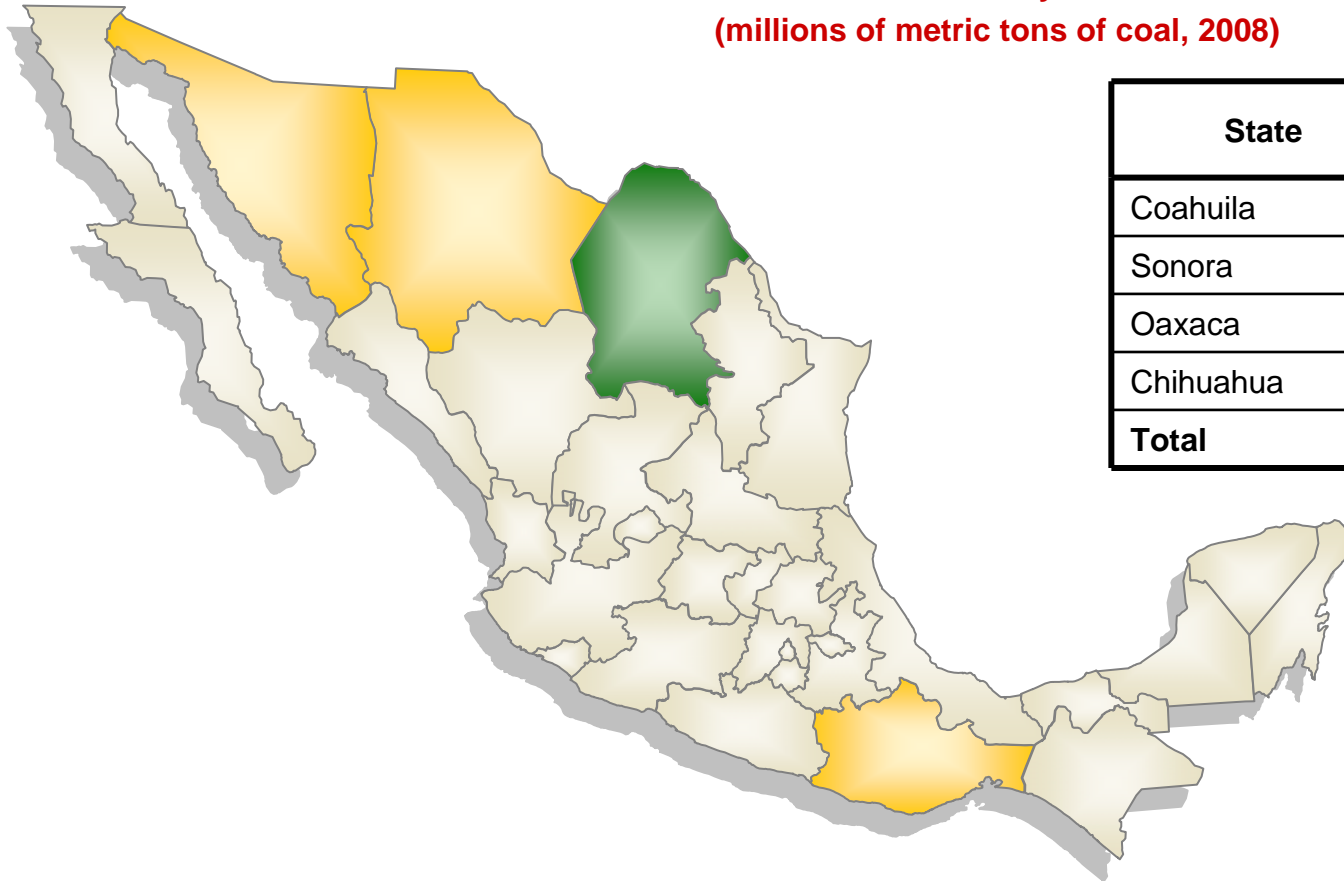 (millions of metric tons of coal, 2008)
State
Coahuila
Sonora
Oaxaca
Chihuahua
Total